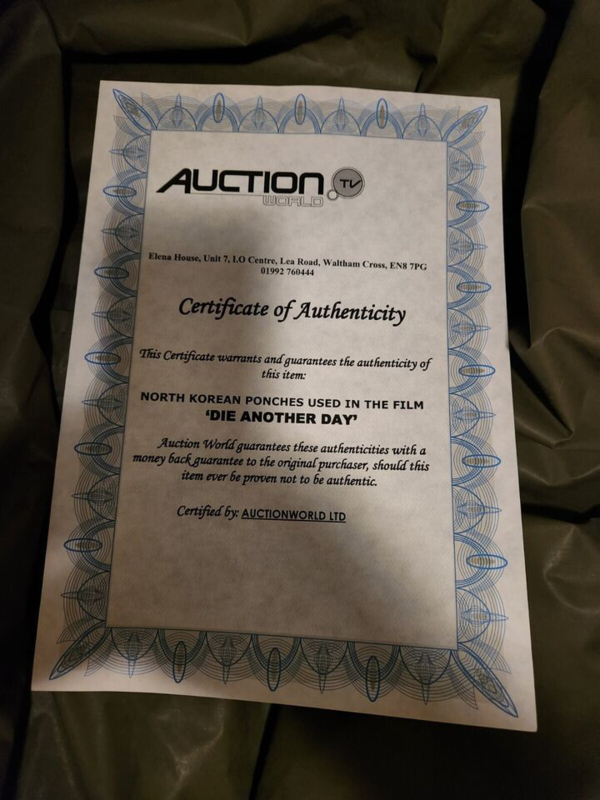 AUCTION TV
WORLD
Elena House, Unit 7, I.O Centre, Lea Road, Waltham Cross, EN8 7PG
01992 760444
Certificate of Authenticity
This Certificate warrants and guarantees the authenticity of
this item:
NORTH KOREAN PONCHES USED IN THE FILM
‘DIE ANOTHER DAY’
Auction World guarantees these authenticities with a
money back guarantee to the original purchaser, should this
item ever be proven not to be authentic.
Certified by: AUCTIONWORLD LTD